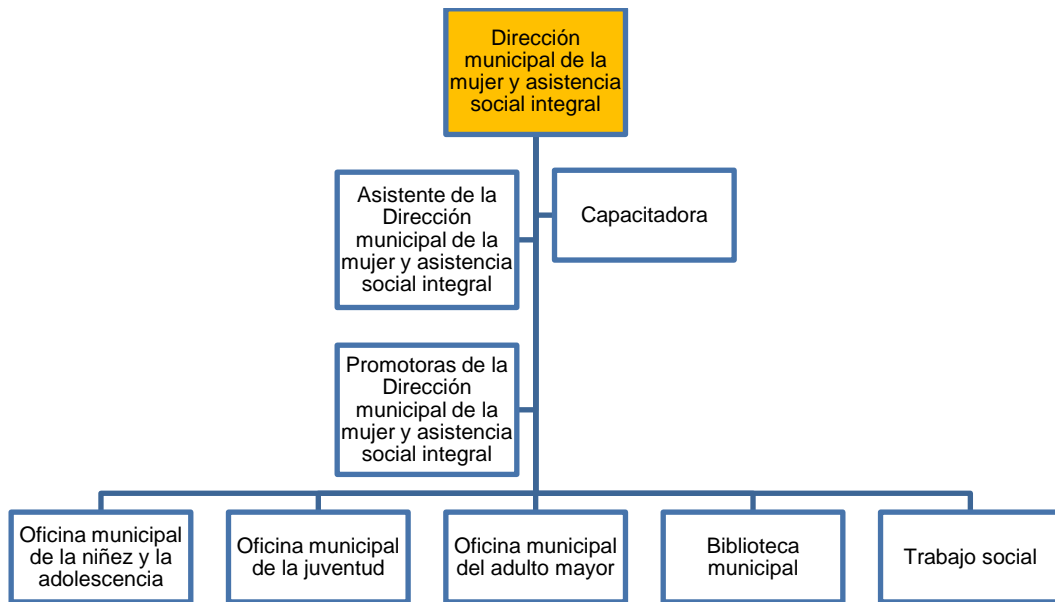 Dirección
municipal de la
mujer y asistencia
social integral
Asistente de la
Dirección
municipal de la
mujer y asistencia
social integral
Capacitadora
Promotoras de la
Dirección
municipal de la
mujer y asistencia
social integral
Oficina municipal
de la niñez y la
adolescencia
Oficina municipal
de la juventud
Oficina municipal
del adulto mayor
Biblioteca
municipal
Trabajo social